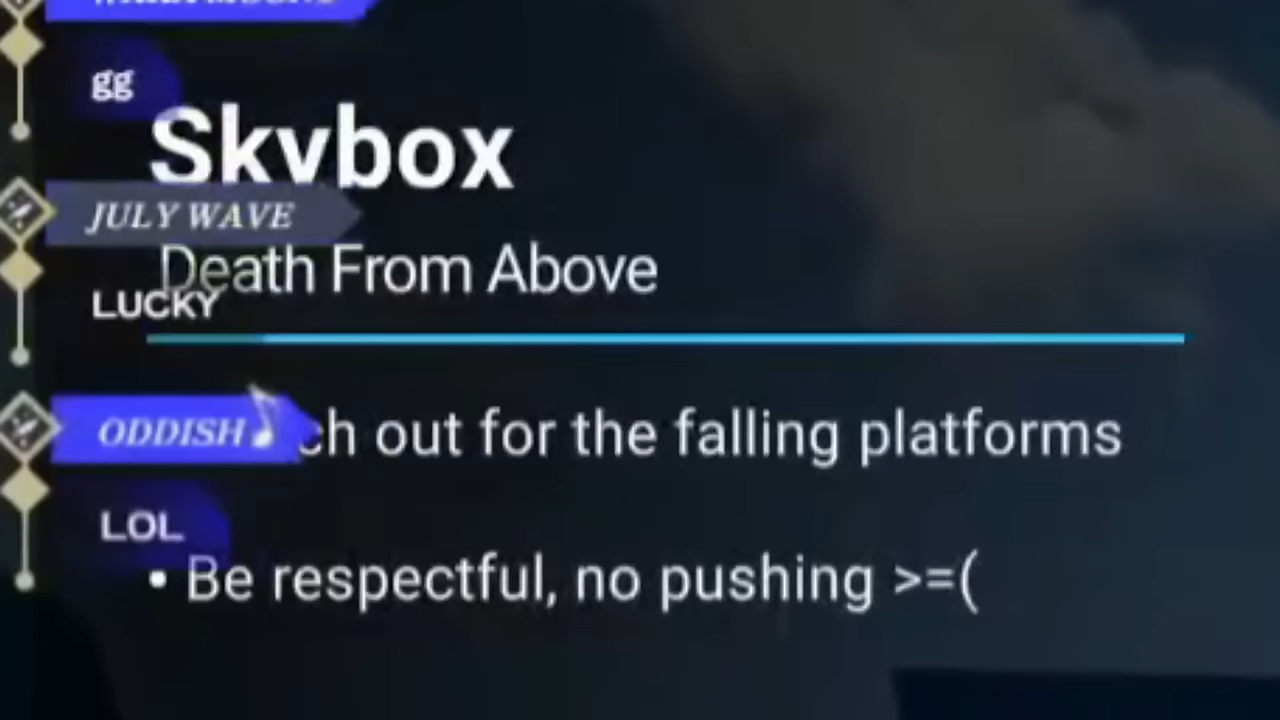 gg
Skybox
JULY WAVE
Death From Above
LUCKY
ODDISH
ch out for the falling platforms
LOL
• Be respectful, no pushing >=(